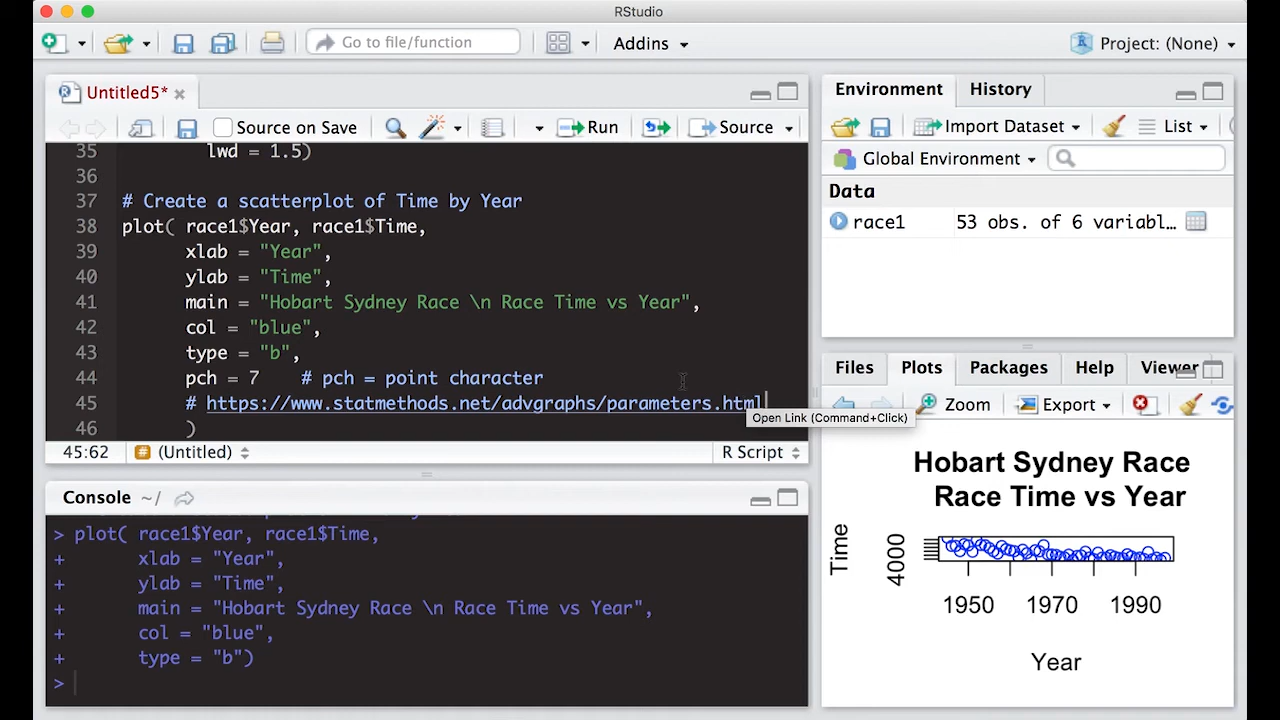 RStudio
Go to file/function
Addins
Project: (None)
Untitled5*
Source on Save
Run
Source
35 lwd = 1.5)
36
37 # Create a scatterplot of Time by Year
38 plot( race1$Year, race1$Time,
39 xlab = "Year",
40 ylab = "Time",
41 main = "Hobart Sydney Race \n Race Time vs Year",
42 col = "blue",
43 type = "b",
44 pch = 7 # pch = point character
45 # https://www.statmethods.net/advgraphs/parameters.html
46 )
Open Link (Command+Click)
45:62
(Untitled)
R Script
Console ~/
> plot( race1$Year, race1$Time,
+ xlab = "Year",
+ ylab = "Time",
+ main = "Hobart Sydney Race \n Race Time vs Year",
+ col = "blue",
+ type = "b")
>
Environment
History
Import Dataset
List
Global Environment
Data
race1 53 obs. of 6 variabl…
Files
Plots
Packages
Help
Viewer
Zoom
Export
Hobart Sydney Race
Race Time vs Year
Time
4000
1950 1970 1990
Year